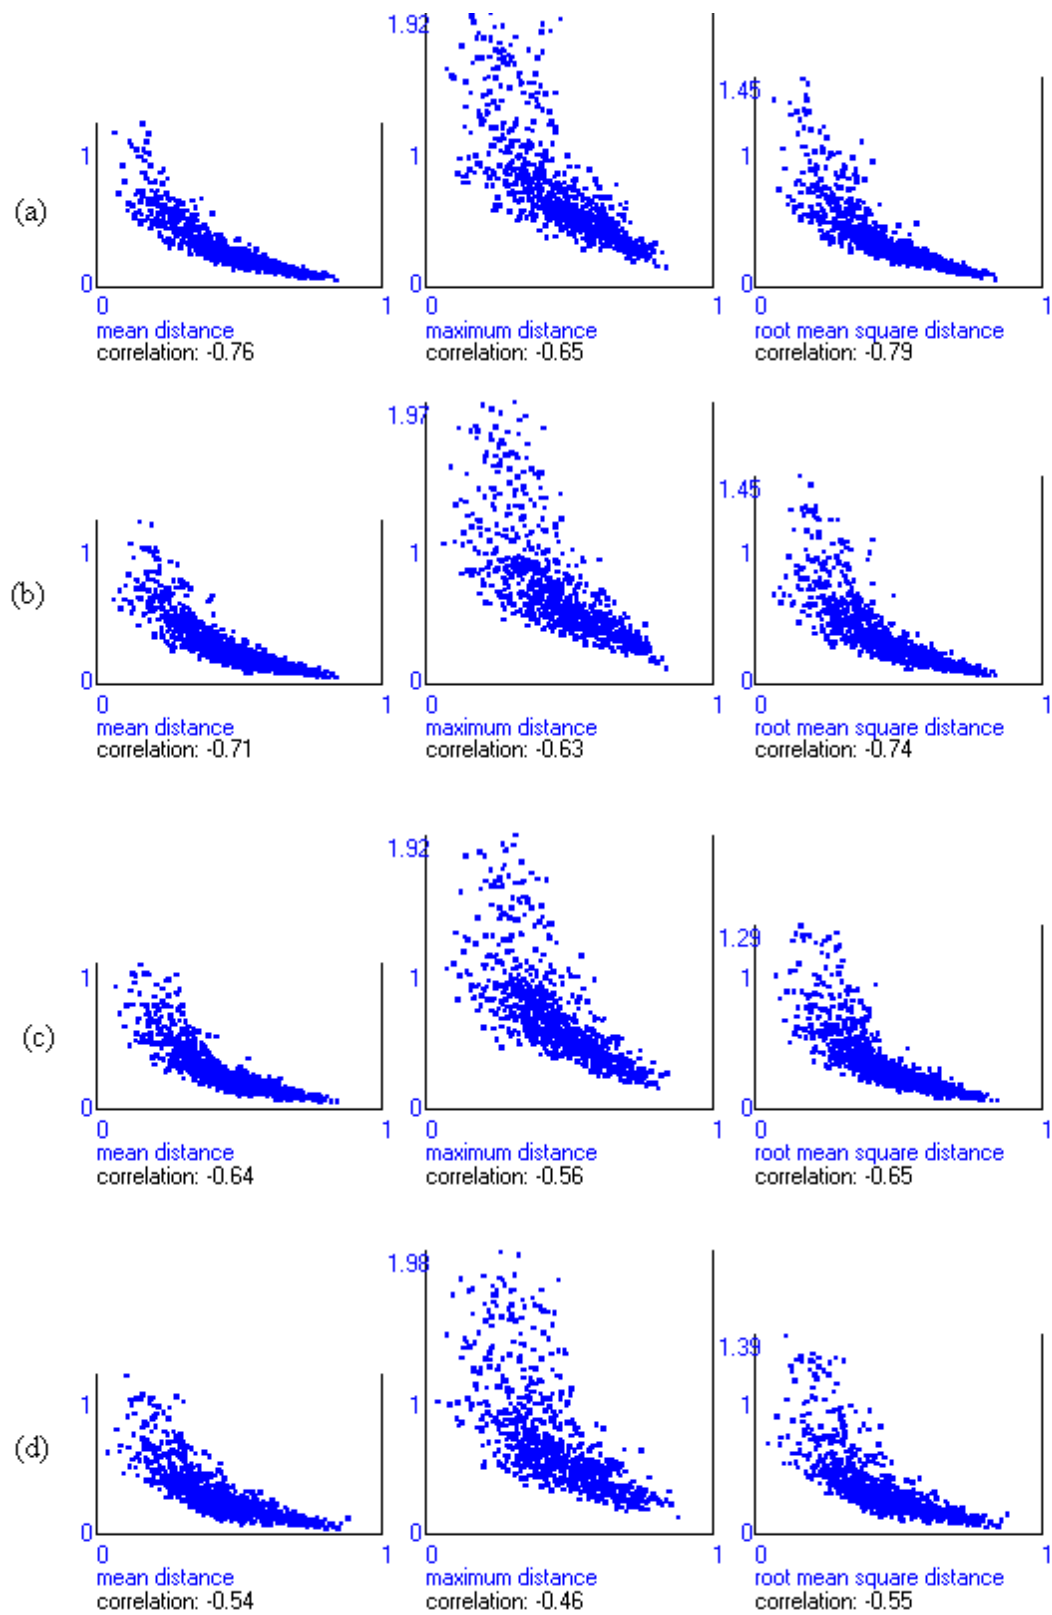 1.92
1.45
1
1
1
(a)
0
0
0
0
1
0
1
0
1
mean distance
maximum distance
root mean square distance
correlation: -0.76
correlation: -0.65
correlation: -0.79
1.97
1.45
1
1
1
(b)
0
0
0
0
1
0
1
0
1
mean distance
maximum distance
root mean square distance
correlation: -0.71
correlation: -0.63
correlation: -0.74
1.92
1.29
1
1
1
(c)
0
0
0
0
1
0
1
0
1
mean distance
maximum distance
root mean square distance
correlation: -0.64
correlation: -0.56
correlation: -0.65
1.98
1.39
1
1
1
(d)
0
0
0
0
1
0
1
0
1
mean distance
maximum distance
root mean square distance
correlation: -0.54
correlation: -0.46
correlation: -0.55